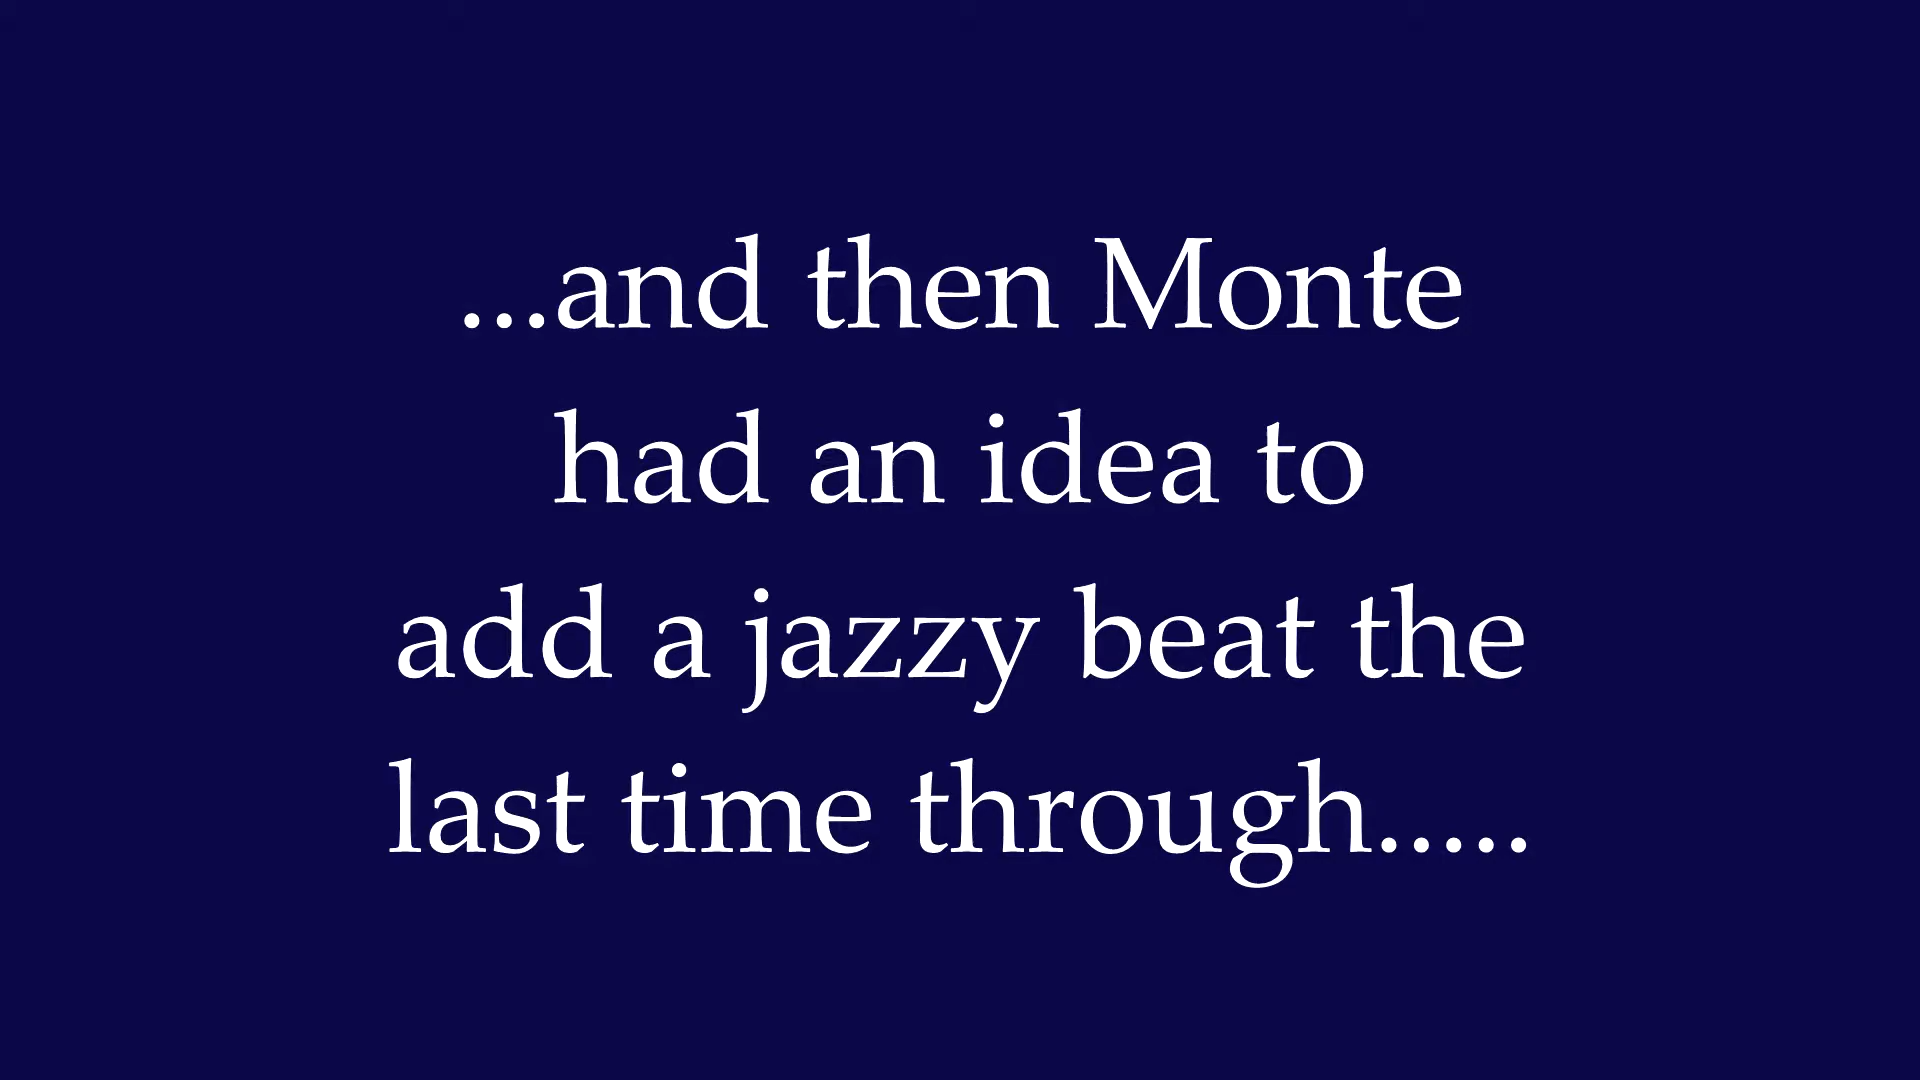 ...and then Monte
had an idea to
add a jazzy beat the
last time through.....